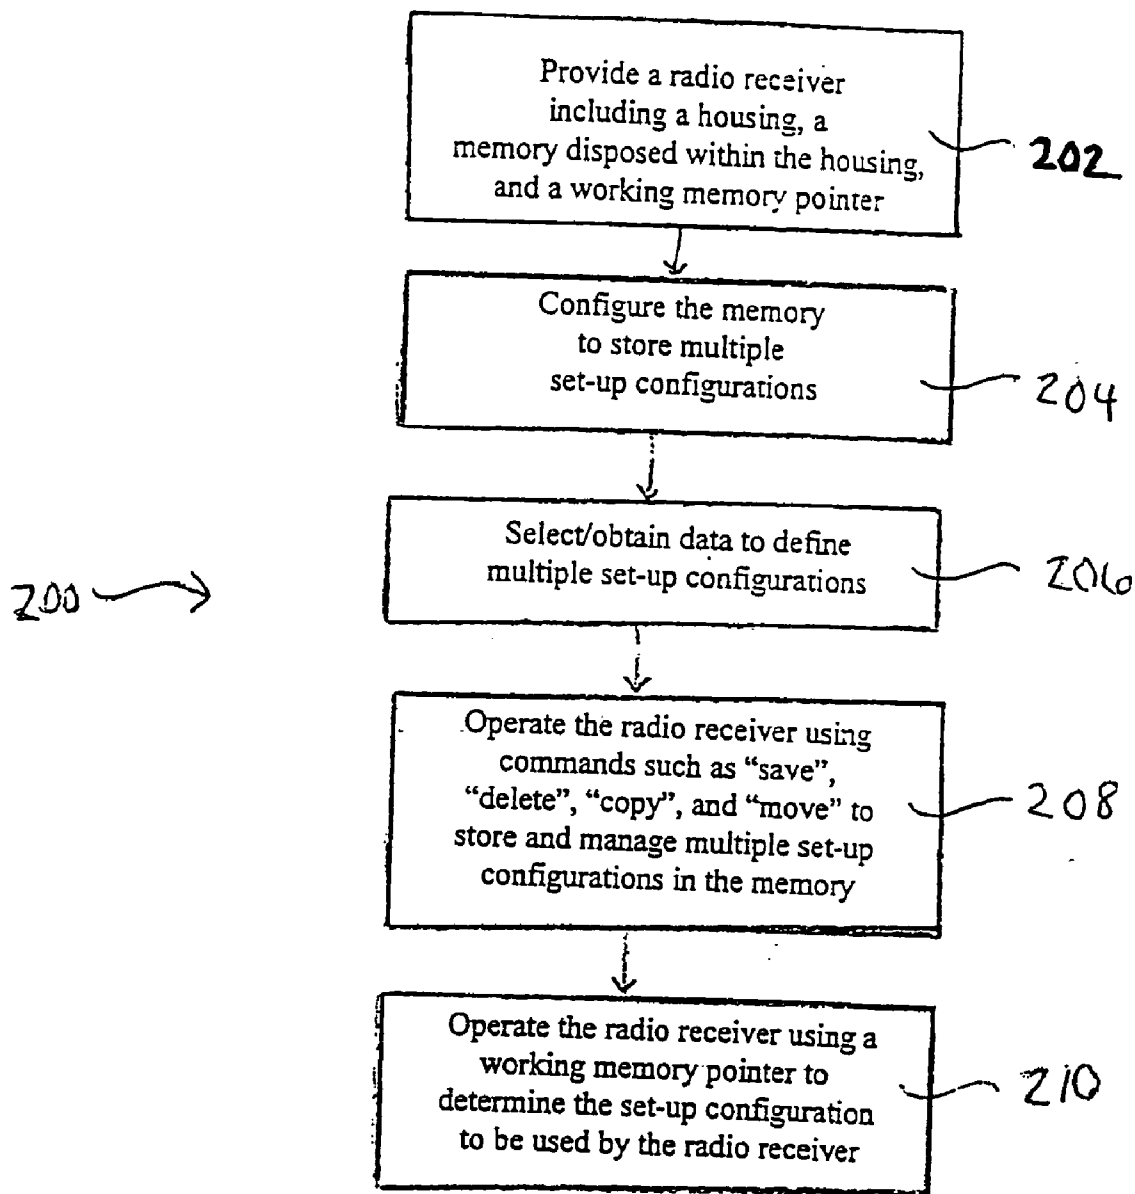 Provide a radio receiver
including a housing, a
memory disposed within the housing,
and a working memory pointer
202
Configure the memory
to store multiple
set-up configurations
204
Select/obtain data to define
multiple set-up configurations
206
200
Operate the radio receiver using
commands such as “save”,
“delete”, “copy”, and “move” to
store and manage multiple set-up
configurations in the memory
208
Operate the radio receiver using a
working memory pointer to
determine the set-up configuration
to be used by the radio receiver
210